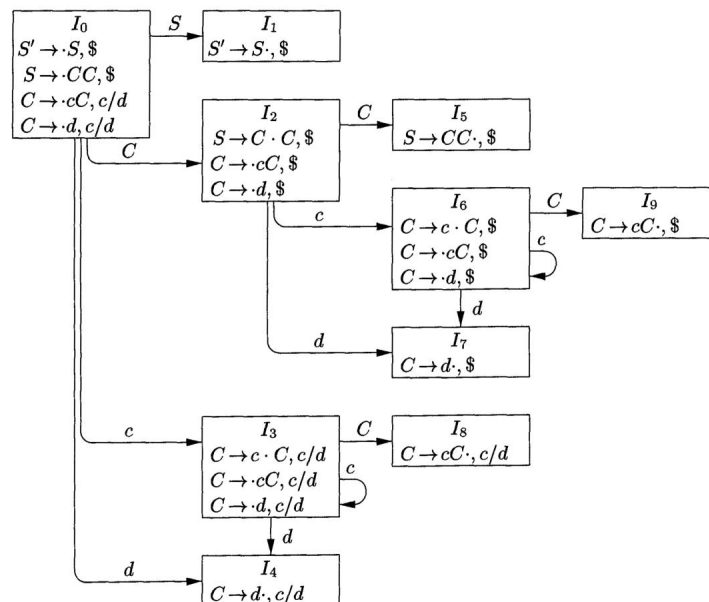 I₀
S' → ·S, $
S → ·CC, $
C → ·cC, c/d
C → ·d, c/d
S
I₁
S' → S·, $
C
I₂
S → C · C, $
C → ·cC, $
C → ·d, $
C
I₅
S → CC·, $
c
I₆
C → c · C, $
C → ·cC, $
C → ·d, $
C
I₉
C → cC·, $
c
d
d
I₇
C → d·, $
c
I₃
C → c · C, c/d
C → ·cC, c/d
C → ·d, c/d
C
I₈
C → cC·, c/d
c
d
d
I₄
C → d·, c/d